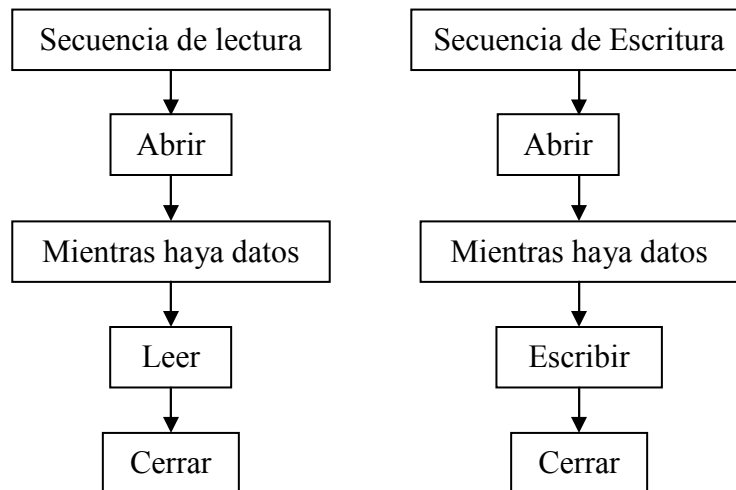 Secuencia de lectura
Abrir
Mientras haya datos
Leer
Cerrar
Secuencia de Escritura
Abrir
Mientras haya datos
Escribir
Cerrar